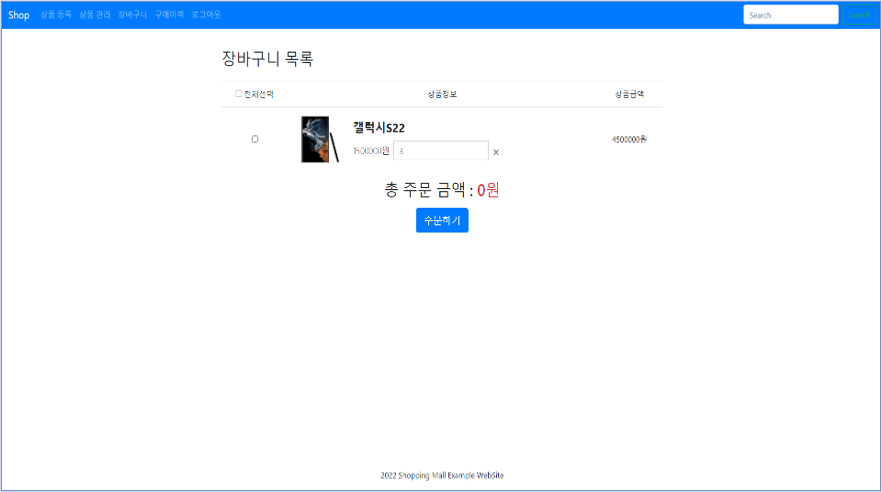 Shop 상품 등록 상품 관리 장바구니 구매이력 로그아웃 Search Search
장바구니 목록
전체선택 상품정보 상품금액
갤럭시S22
1500000원 3 × 4500000원
총 주문 금액 : 0원
주문하기
2022 Shopping Mall Example WebSite